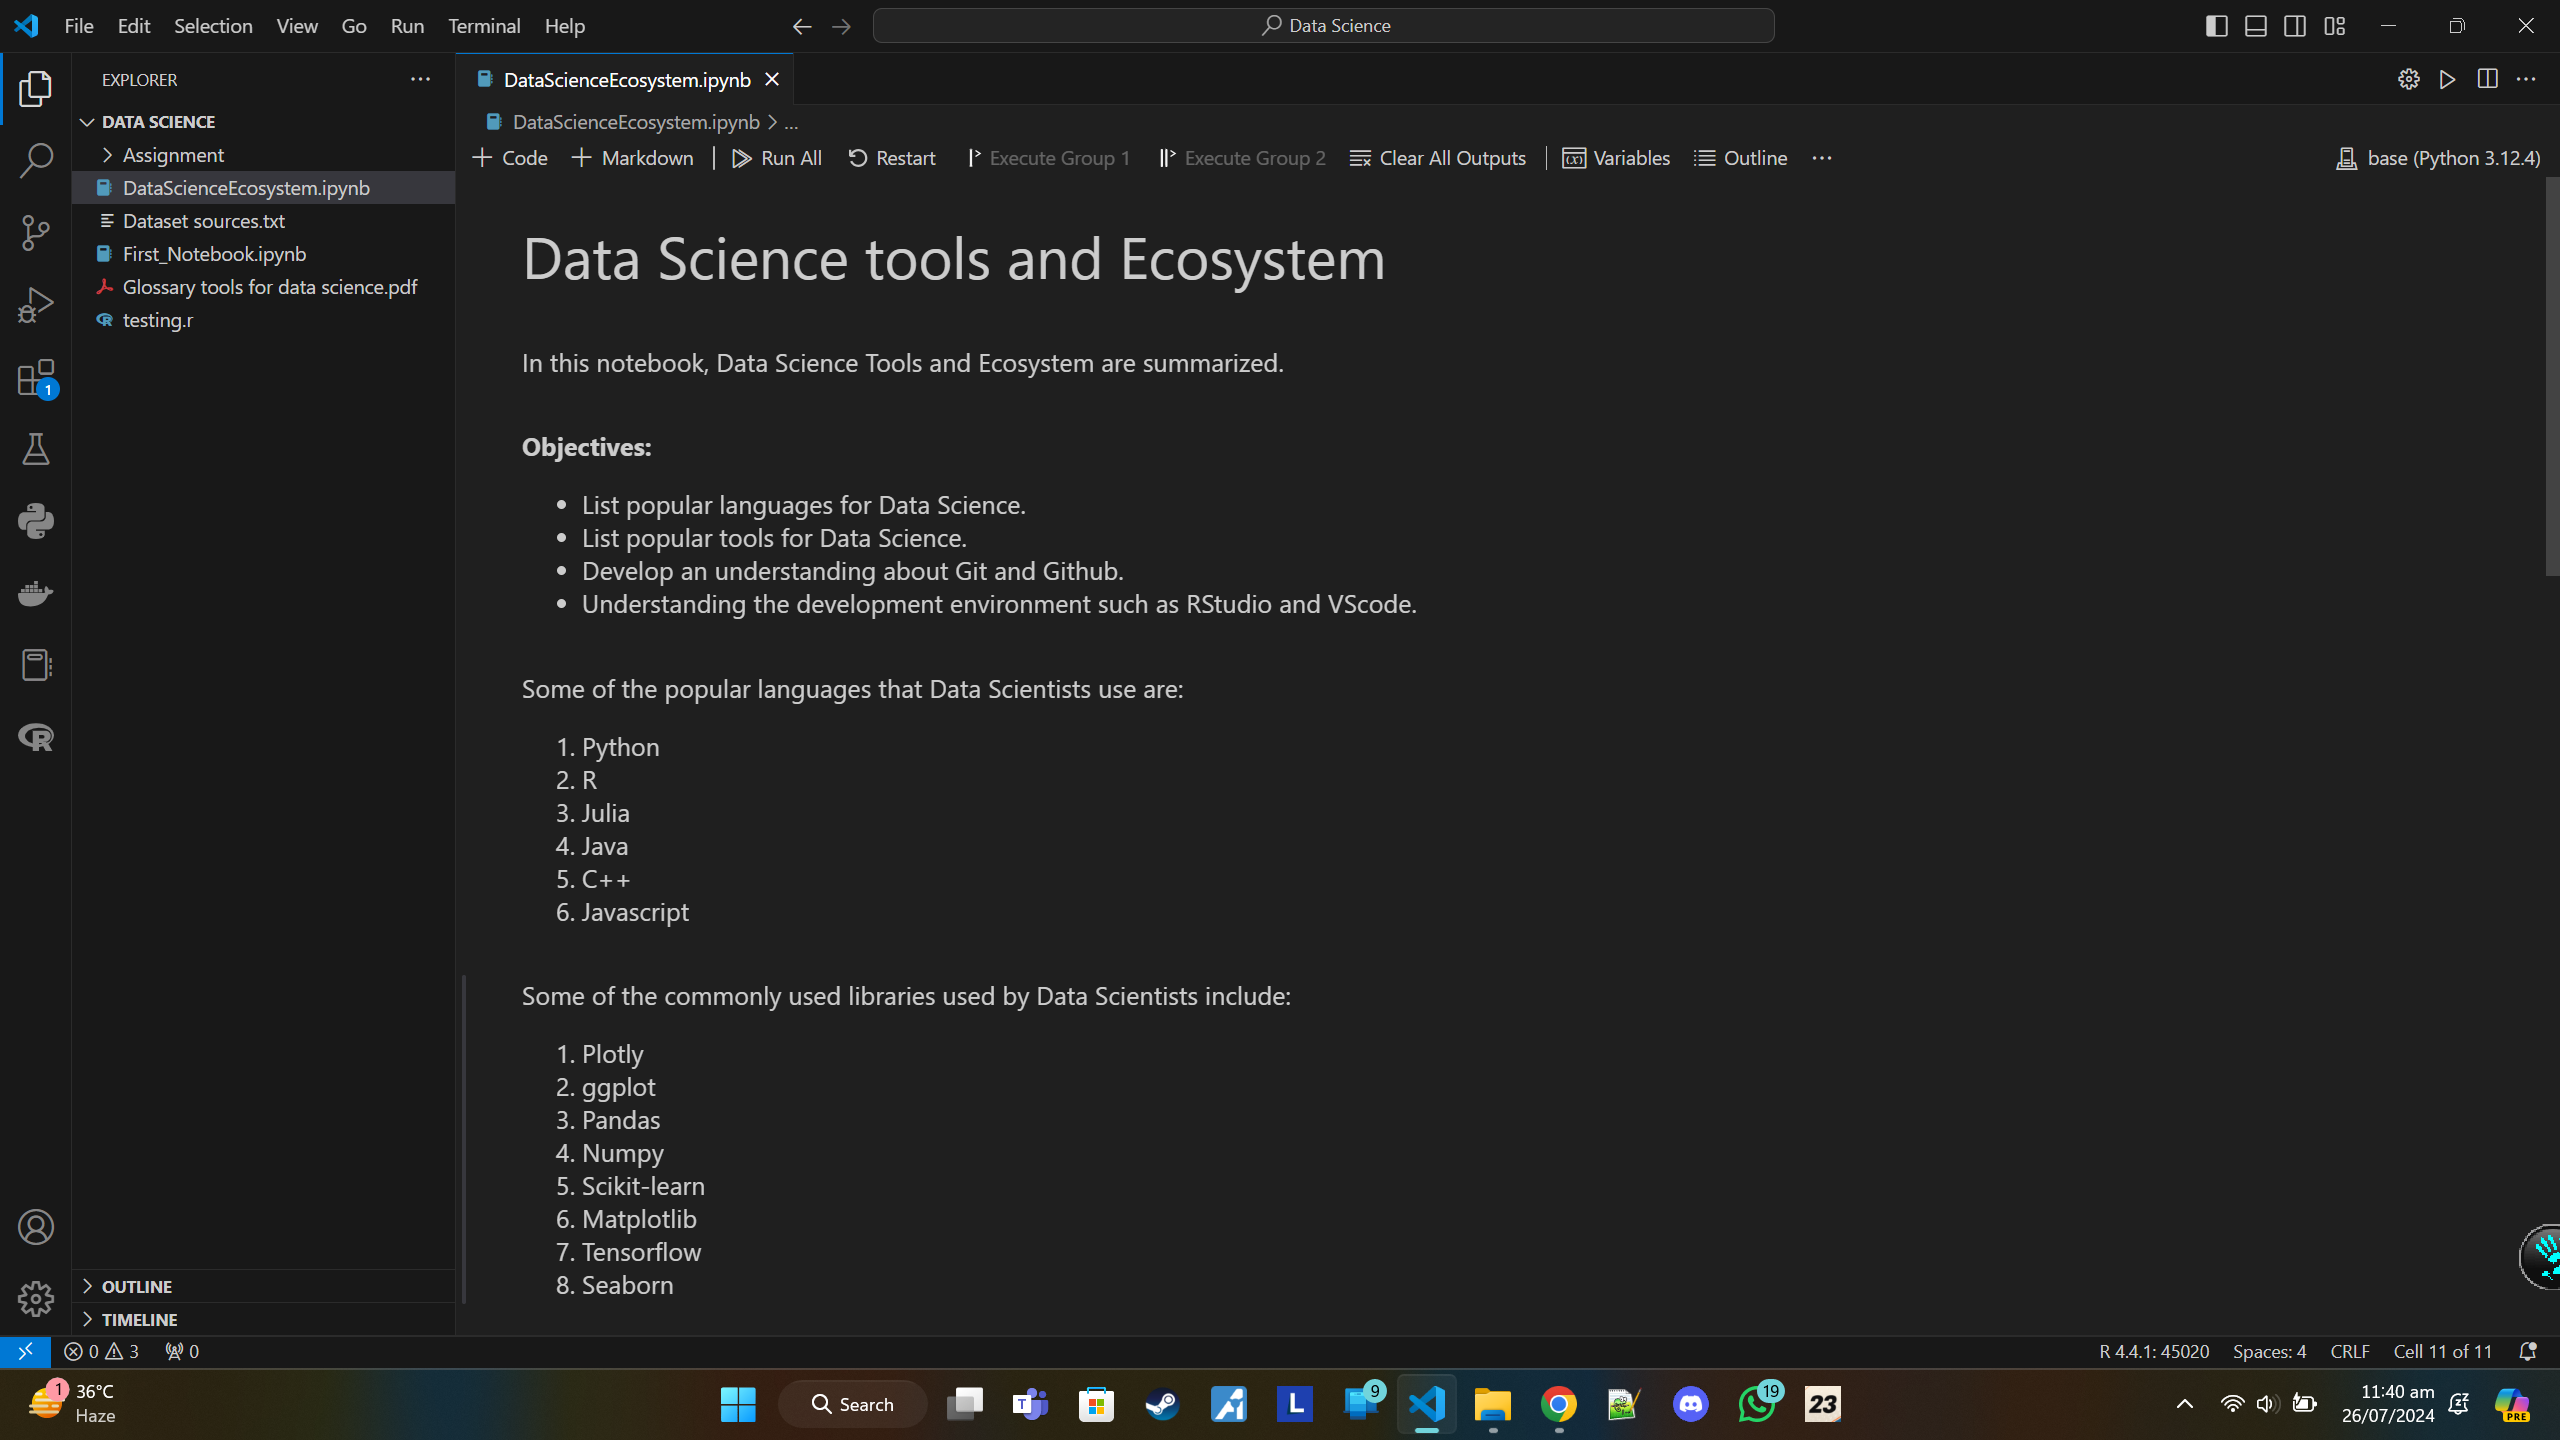 File Edit Selection View Go Run Terminal Help
Data Science
EXPLORER
DATA SCIENCE
Assignment
DataScienceEcosystem.ipynb
Dataset sources.txt
First_Notebook.ipynb
Glossary tools for data science.pdf
testing.r
OUTLINE
TIMELINE
1
DataScienceEcosystem.ipynb
DataScienceEcosystem.ipynb > ...
Code Markdown Run All Restart Execute Group 1 Execute Group 2 Clear All Outputs Variables Outline ... base (Python 3.12.4)
Data Science tools and Ecosystem
In this notebook, Data Science Tools and Ecosystem are summarized.
Objectives:
• List popular languages for Data Science.
• List popular tools for Data Science.
• Develop an understanding about Git and Github.
• Understanding the development environment such as RStudio and VScode.
Some of the popular languages that Data Scientists use are:
1. Python
2. R
3. Julia
4. Java
5. C++
6. Javascript
Some of the commonly used libraries used by Data Scientists include:
1. Plotly
2. ggplot
3. Pandas
4. Numpy
5. Scikit-learn
6. Matplotlib
7. Tensorflow
8. Seaborn
0 3 0 R 4.4.1: 45020 Spaces: 4 CRLF Cell 11 of 11
1 36°C
Haze
Search
T
L
9
19
23
11:40 am
26/07/2024
PRE